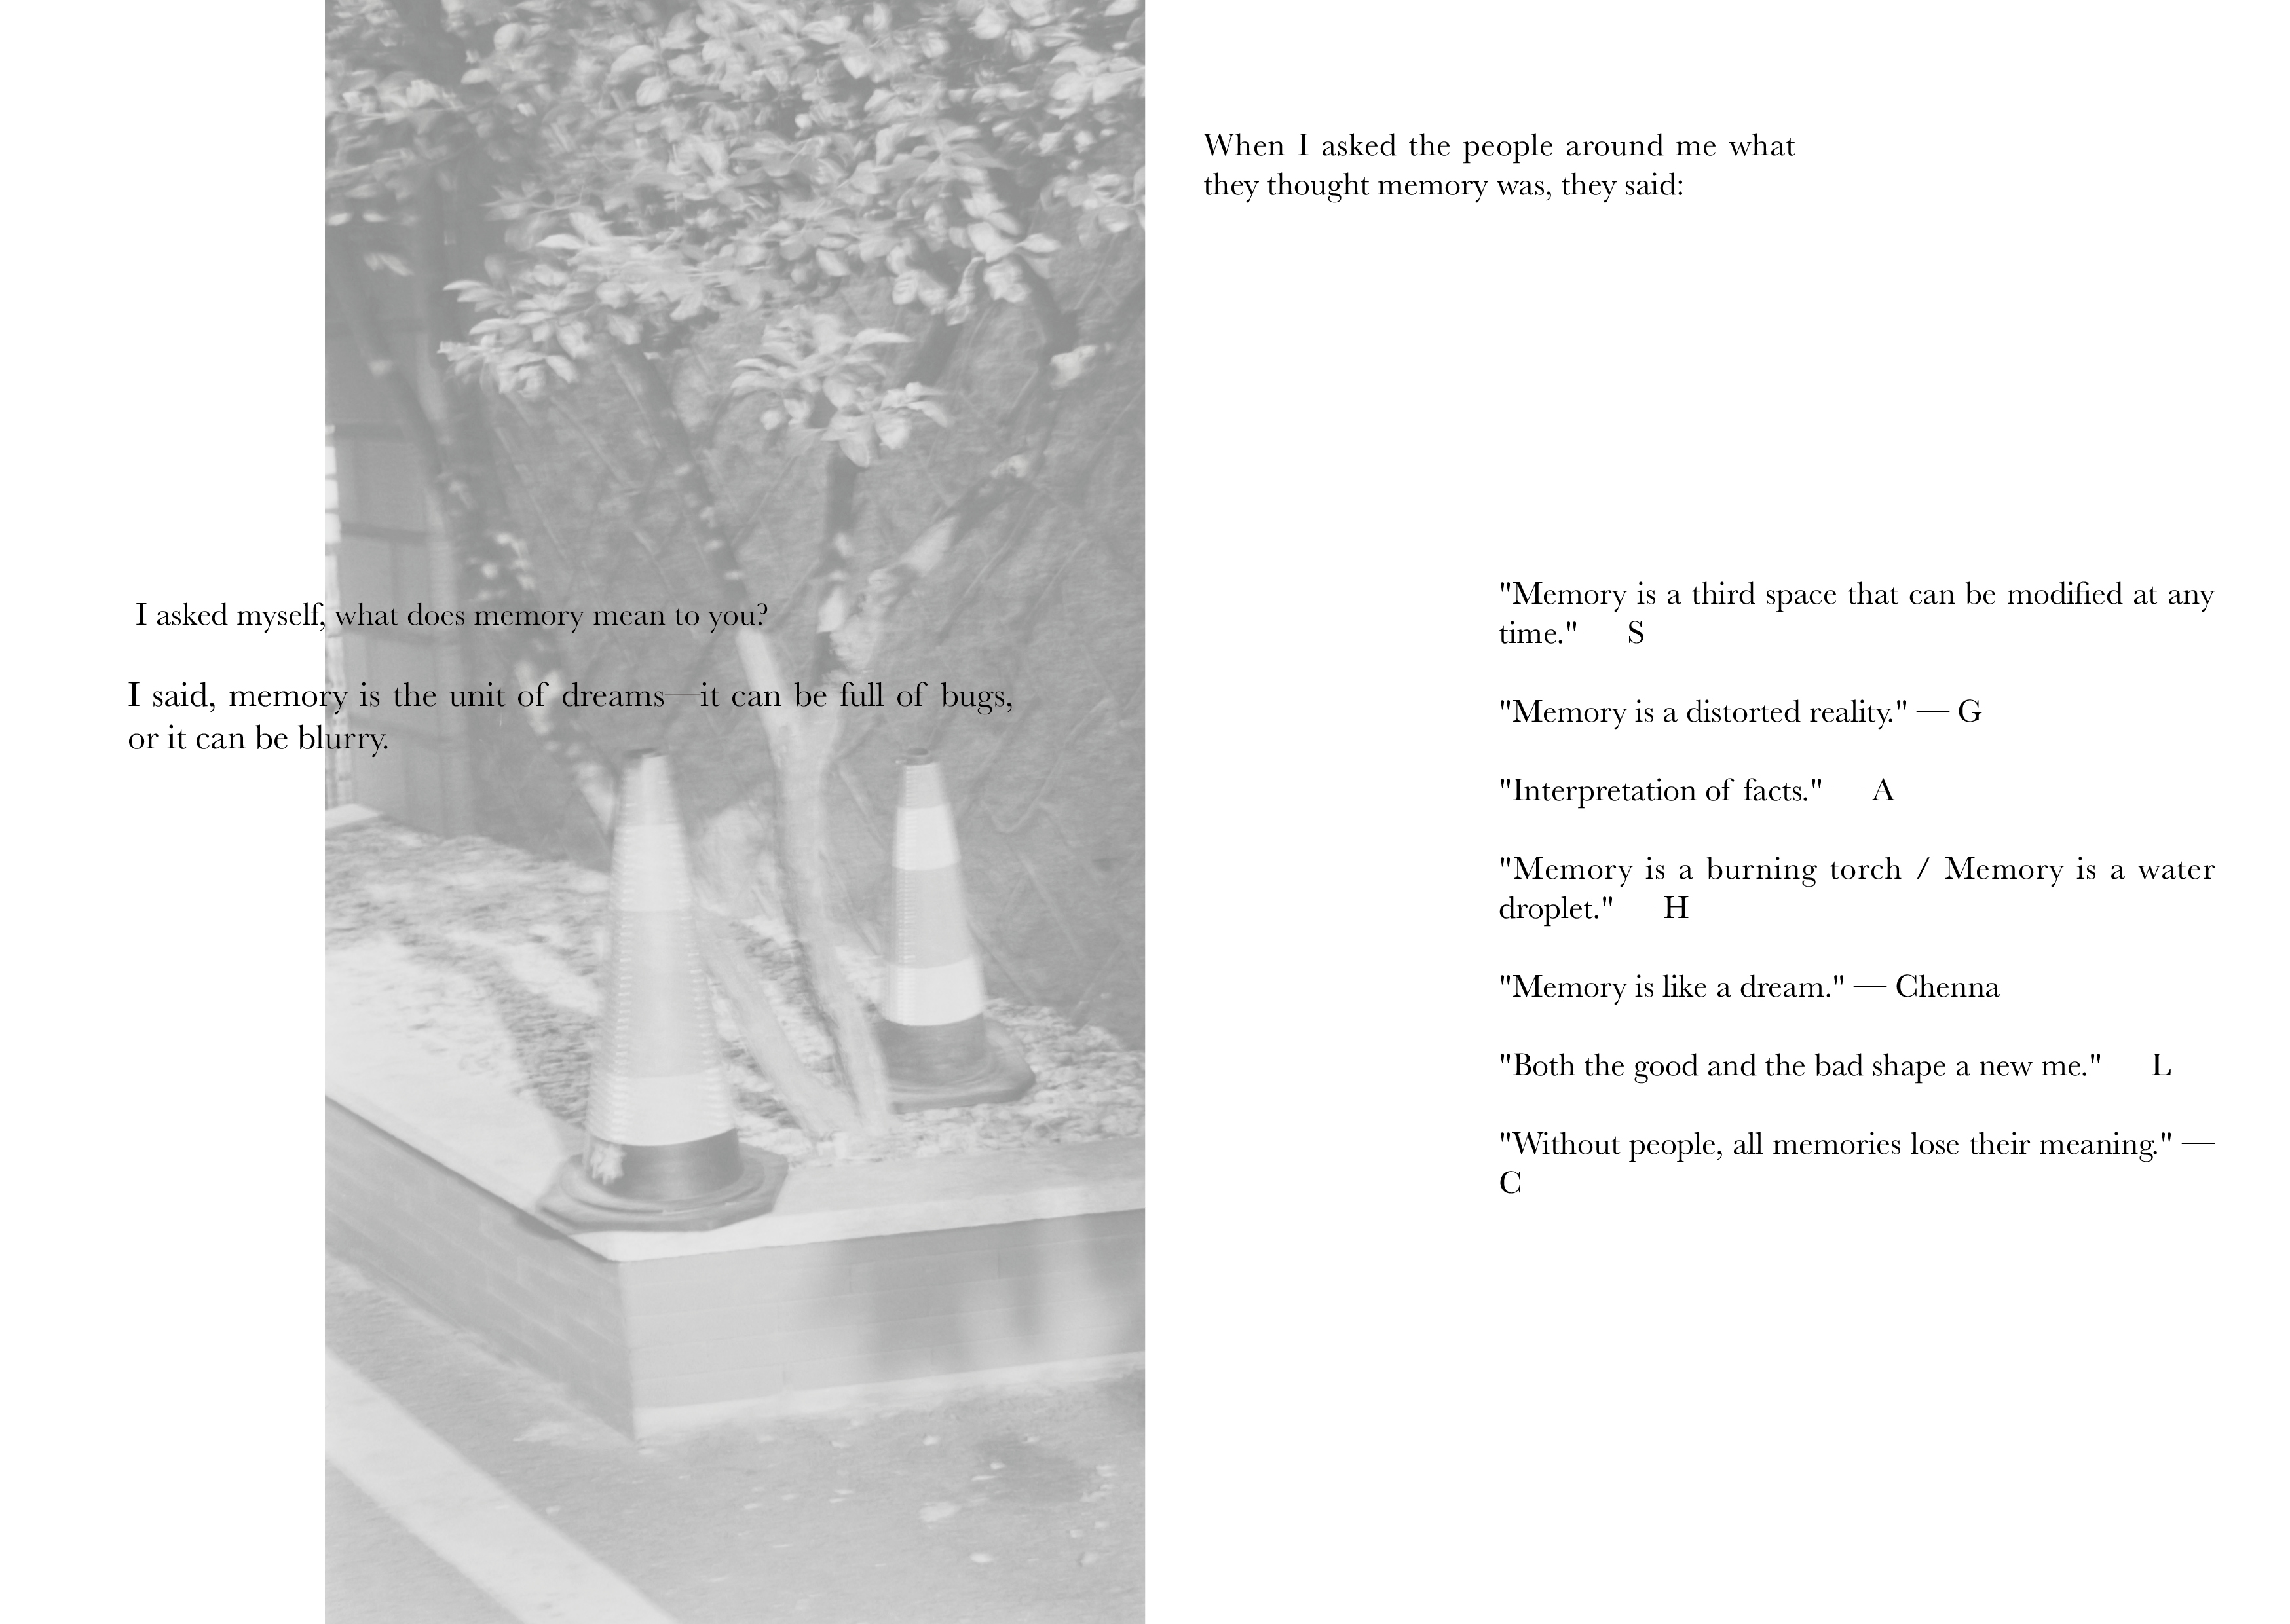 I asked myself, what does memory mean to you?
I said, memory is the unit of dreams—it can be full of bugs,
or it can be blurry.
When I asked the people around me what
they thought memory was, they said:
"Memory is a third space that can be modified at any
time." — S
"Memory is a distorted reality." — G
"Interpretation of facts." — A
"Memory is a burning torch / Memory is a water
droplet." — H
"Memory is like a dream." — Chenna
"Both the good and the bad shape a new me." — L
"Without people, all memories lose their meaning." —
C